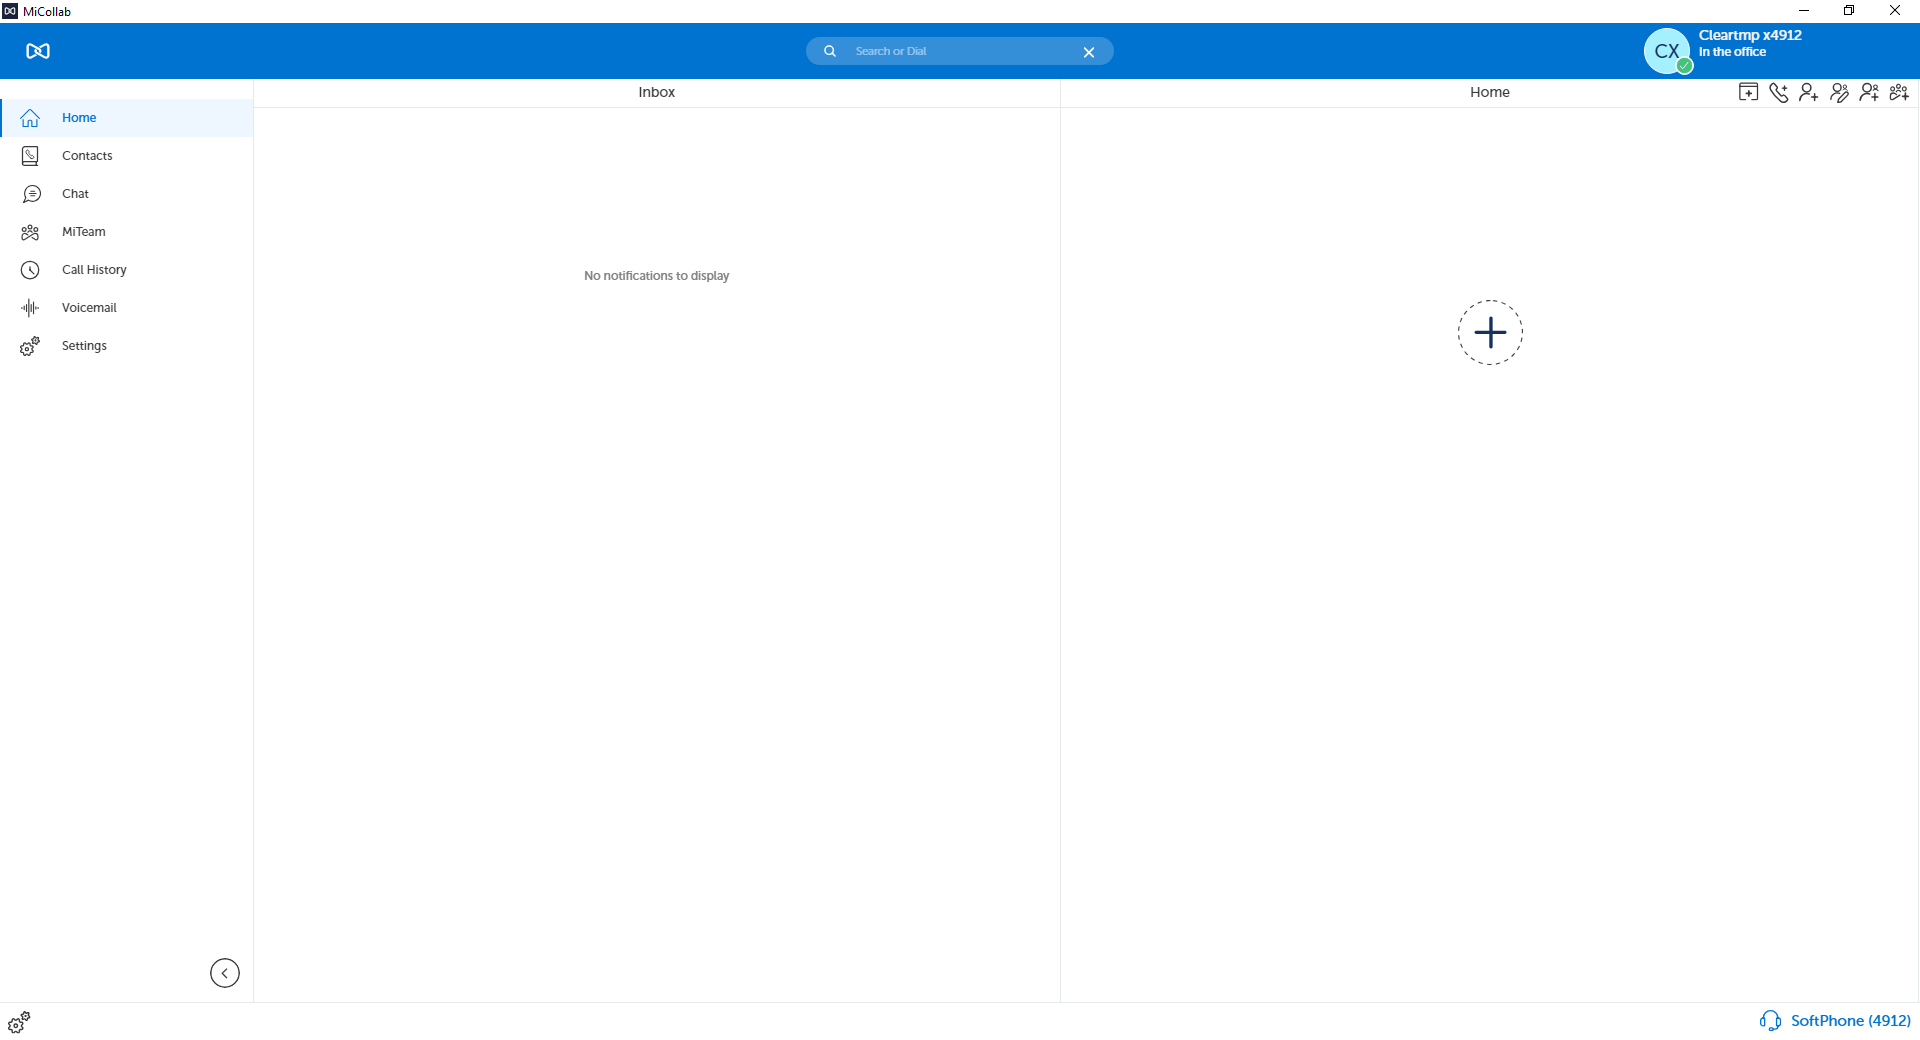 MiCollab
Search or Dial
CX
Cleartmp x4912
In the office
Inbox
Home
Home
Contacts
Chat
MiTeam
Call History
Voicemail
Settings
No notifications to display
SoftPhone (4912)